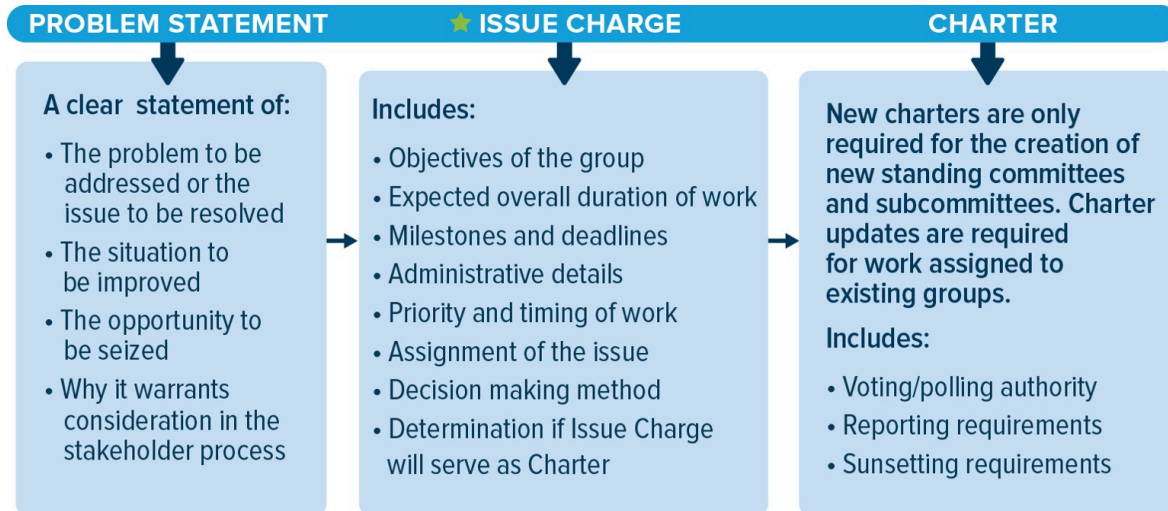 PROBLEM STATEMENT
ISSUE CHARGE
CHARTER
A clear statement of:
• The problem to be
addressed or the
issue to be resolved
• The situation to
be improved
• The opportunity to
be seized
• Why it warrants
consideration in the
stakeholder process
Includes:
• Objectives of the group
• Expected overall duration of work
• Milestones and deadlines
• Administrative details
• Priority and timing of work
• Assignment of the issue
• Decision making method
• Determination if Issue Charge
will serve as Charter
New charters are only
required for the creation of
new standing committees
and subcommittees. Charter
updates are required
for work assigned to
existing groups.
Includes:
• Voting/polling authority
• Reporting requirements
• Sunsetting requirements